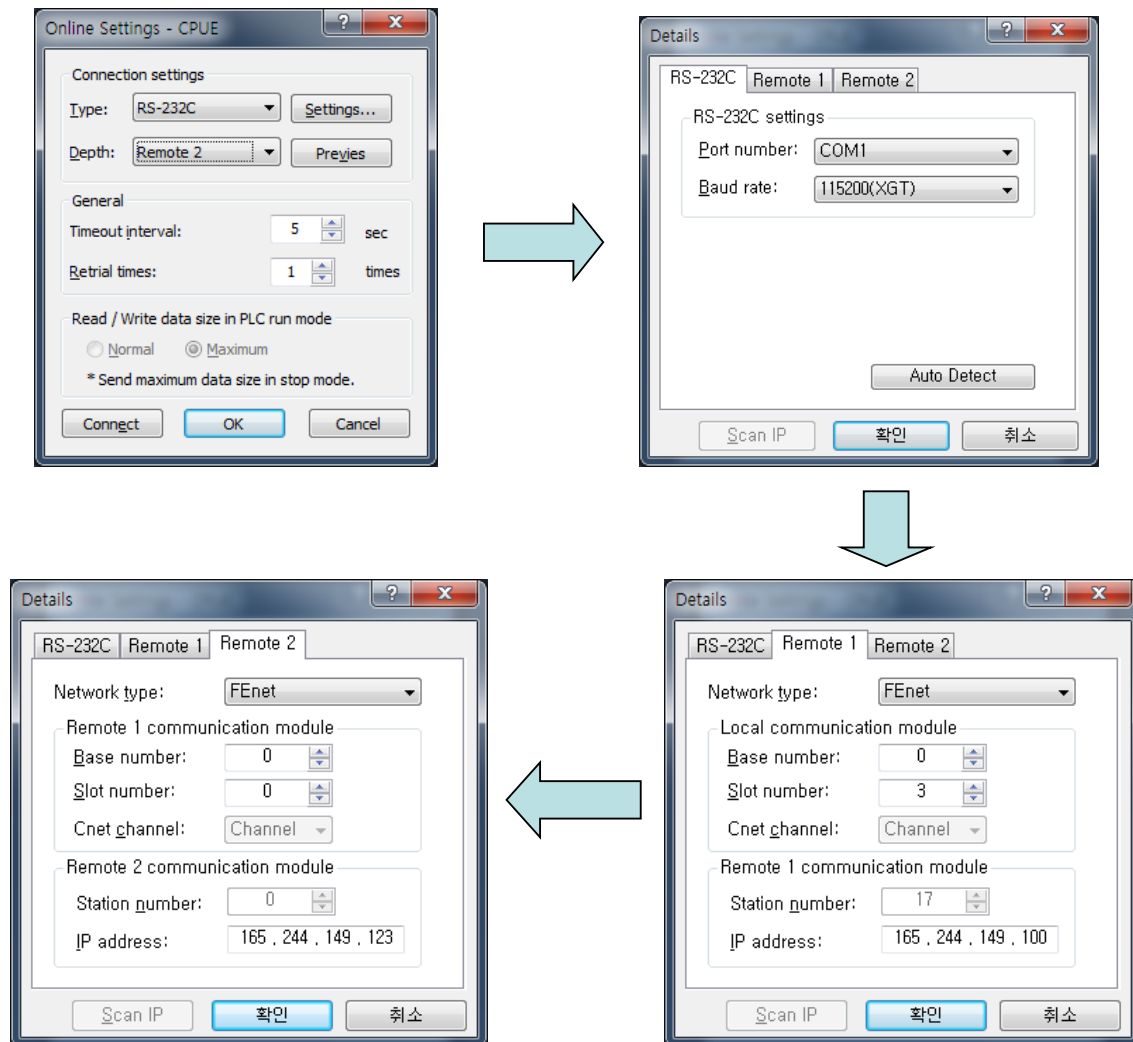 Online Settings - CPUE
Connection settings
Type: RS-232C Settings...
Depth: Remote 2 Previes
General
Timeout interval: 5 sec
Retrial times: 1 times
Read / Write data size in PLC run mode
Normal Maximum
* Send maximum data size in stop mode.
Connect OK Cancel
Details
RS-232C Remote 1 Remote 2
RS-232C settings
Port number: COM1
Baud rate: 115200(XGT)
Auto Detect
Scan IP 확인 취소
Details
RS-232C Remote 1 Remote 2
Network type: FEnet
Local communication module
Base number: 0
Slot number: 3
Cnet channel: Channel
Remote 1 communication module
Station number: 17
IP address: 165 . 244 . 149 . 100
Scan IP 확인 취소
Details
RS-232C Remote 1 Remote 2
Network type: FEnet
Remote 1 communication module
Base number: 0
Slot number: 0
Cnet channel: Channel
Remote 2 communication module
Station number: 0
IP address: 165 . 244 . 149 . 123
Scan IP 확인 취소